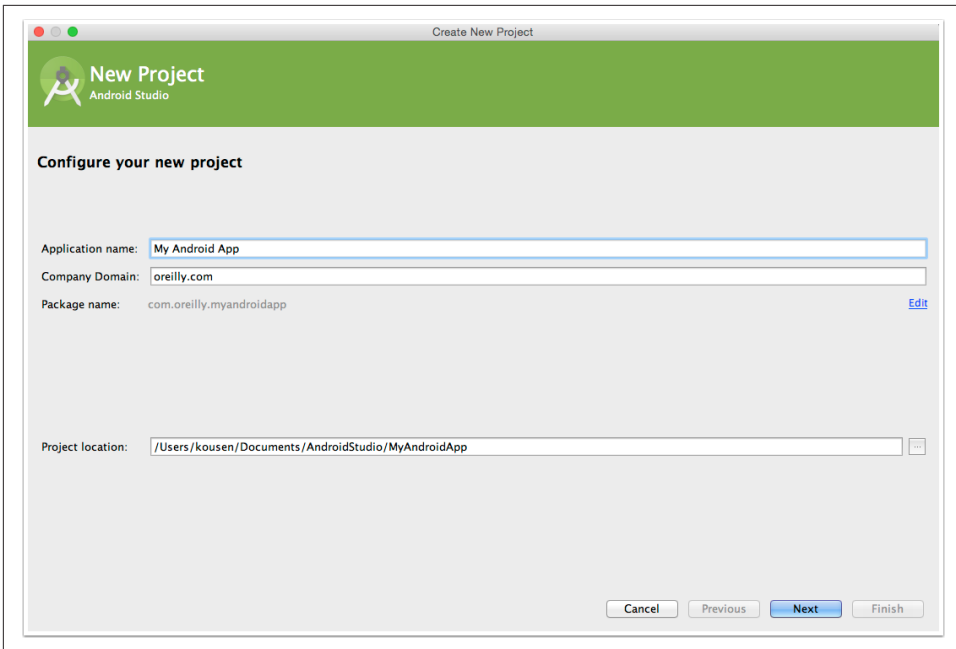 Create New Project
New Project
Android Studio
Configure your new project
Application name: My Android App
Company Domain: oreilly.com
Package name: com.oreilly.myandroidapp Edit
Project location: /Users/kousen/Documents/AndroidStudio/MyAndroidApp ...
Cancel Previous Next Finish